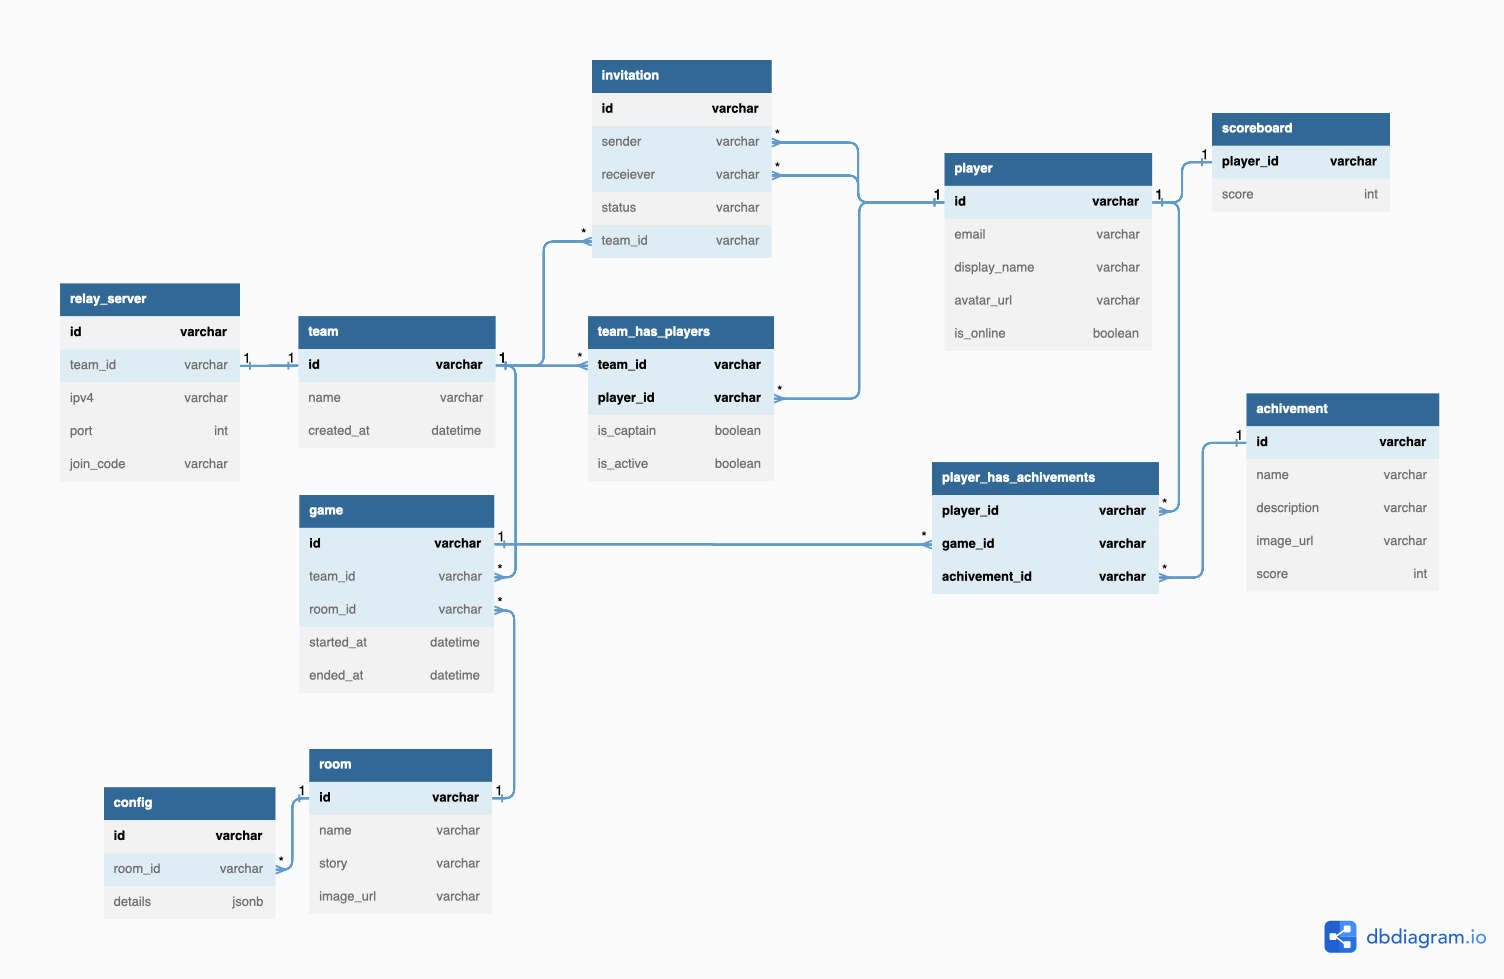 invitation
id varchar
sender varchar
receiever varchar
status varchar
team_id varchar
player
id varchar
email varchar
display_name varchar
avatar_url varchar
is_online boolean
scoreboard
player_id varchar
score int
relay_server
id varchar
team_id varchar
ipv4 varchar
port int
join_code varchar
team
id varchar
name varchar
created_at datetime
team_has_players
team_id varchar
player_id varchar
is_captain boolean
is_active boolean
achivement
id varchar
name varchar
description varchar
image_url varchar
score int
player_has_achivements
player_id varchar
game_id varchar
achivement_id varchar
game
id varchar
team_id varchar
room_id varchar
started_at datetime
ended_at datetime
room
id varchar
name varchar
story varchar
image_url varchar
config
id varchar
room_id varchar
details jsonb
* 
*
*
1
1
1
1
1
1
*
*
1
*
*
*
1
*
*
*
1
1
*
dbdiagram.io